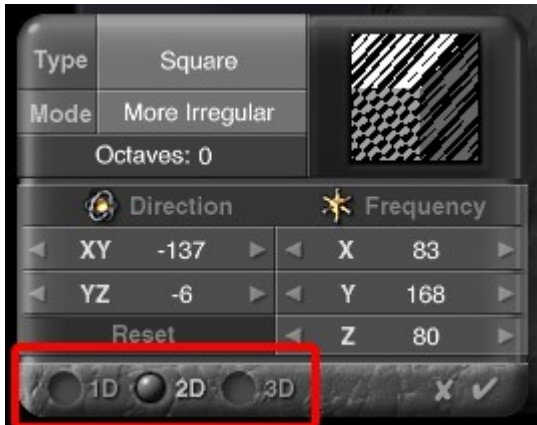 Type Square
Mode More Irregular
Octaves: 0
Direction Frequency
XY -137 X 83
YZ -6 Y 168
Reset Z 80
1D 2D 3D